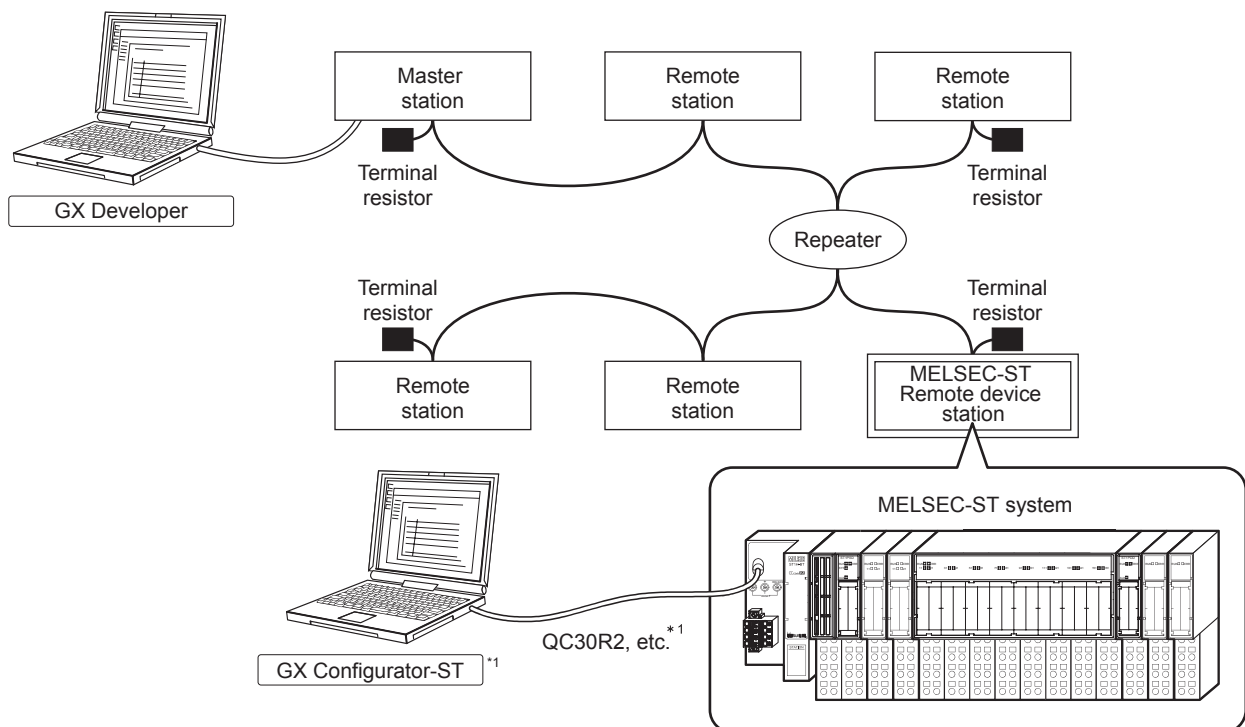 Master
station
Remote
station
Remote
station
Terminal
resistor
Terminal
resistor
GX Developer
Repeater
Terminal
resistor
Terminal
resistor
Remote
station
Remote
station
MELSEC-ST
Remote device
station
MELSEC-ST system
QC30R2, etc.*1
GX Configurator-ST *1